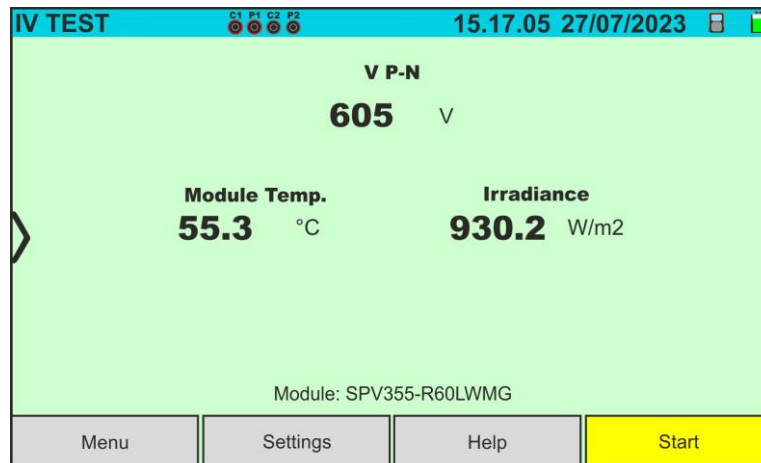 IV TEST C1 P1 C2 P2 15.17.05 27/07/2023
V P-N
605 V
Module Temp. Irradiance
55.3 °C 930.2 W/m2
Module: SPV355-R60LWMG
Menu Settings Help Start